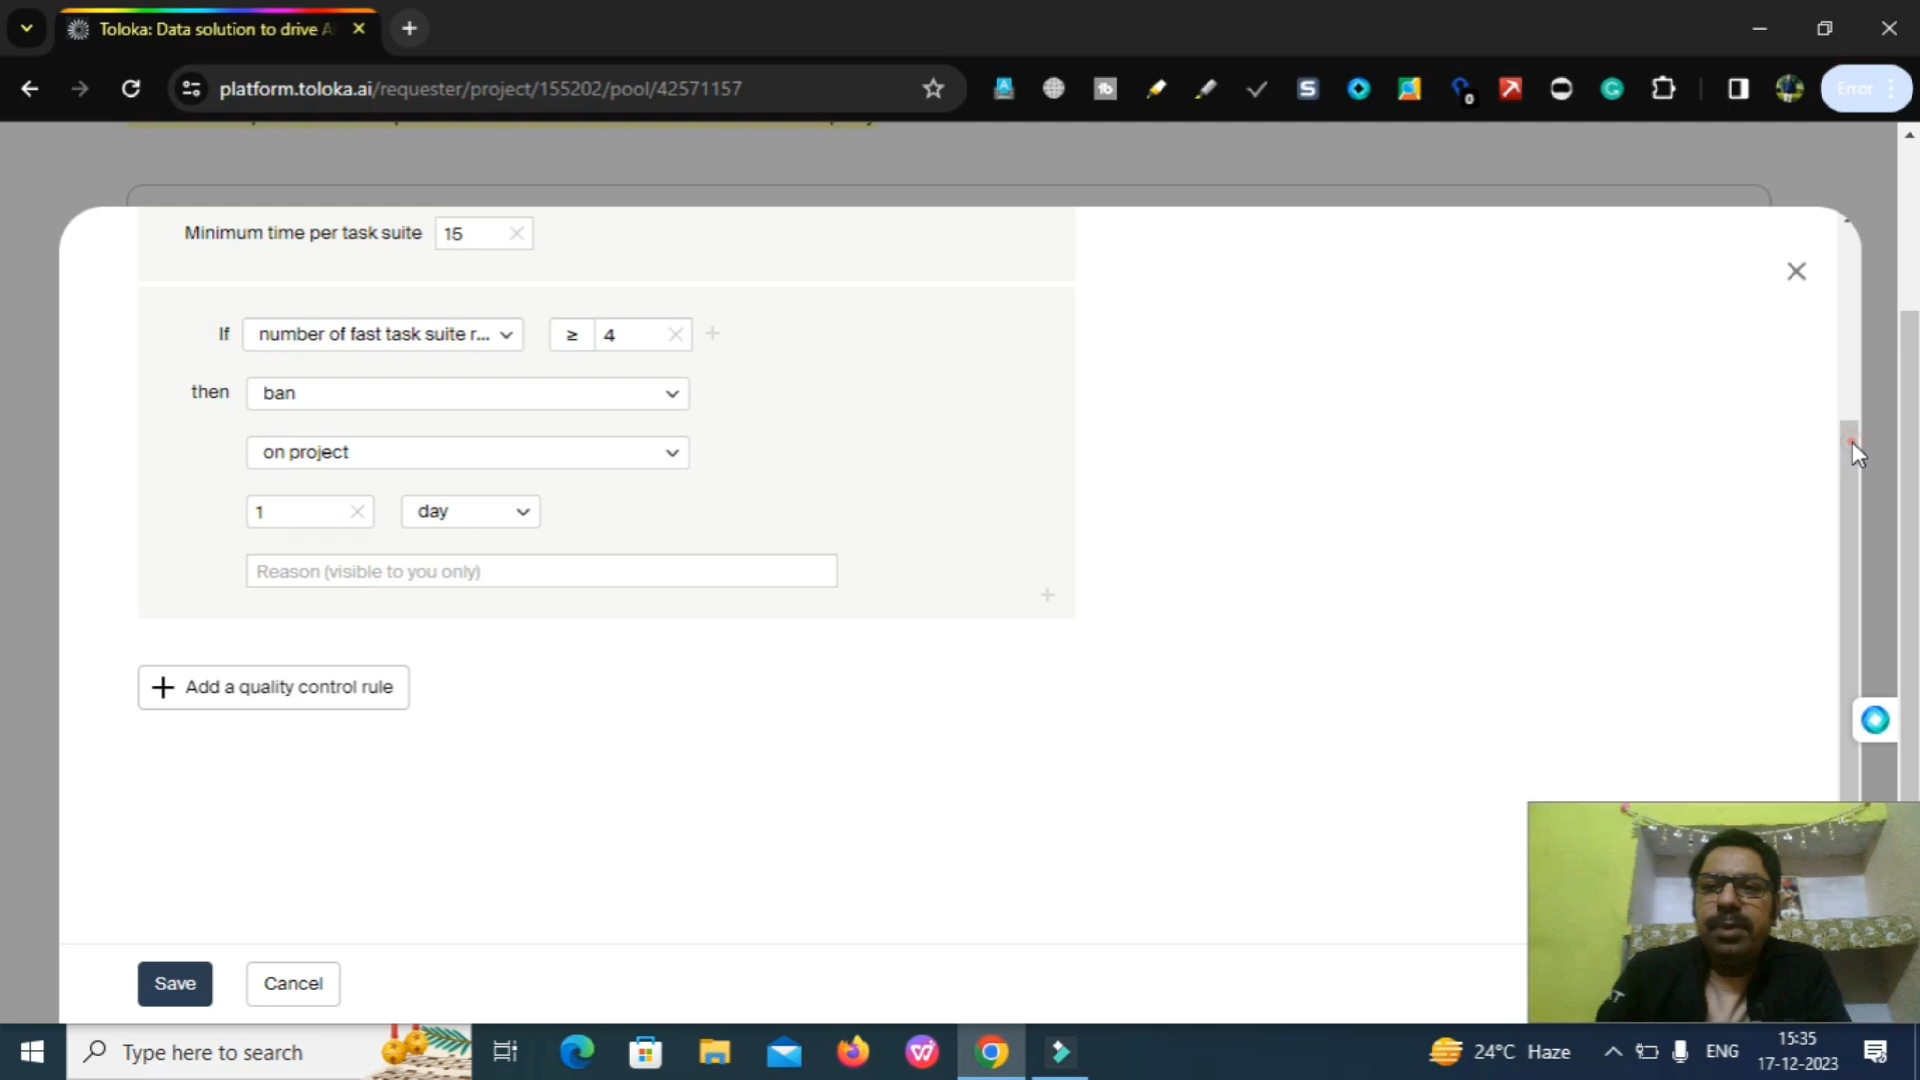 Toloka: Data solution to drive A
platform.toloka.ai/requester/project/155202/pool/42571157
0
Error
Minimum time per task suite 15
If number of fast task suite r... ≥ 4
then ban
on project
1 day
Reason (visible to you only)
Add a quality control rule
Save Cancel
Type here to search
24°C Haze
ENG
15:35
17-12-2023